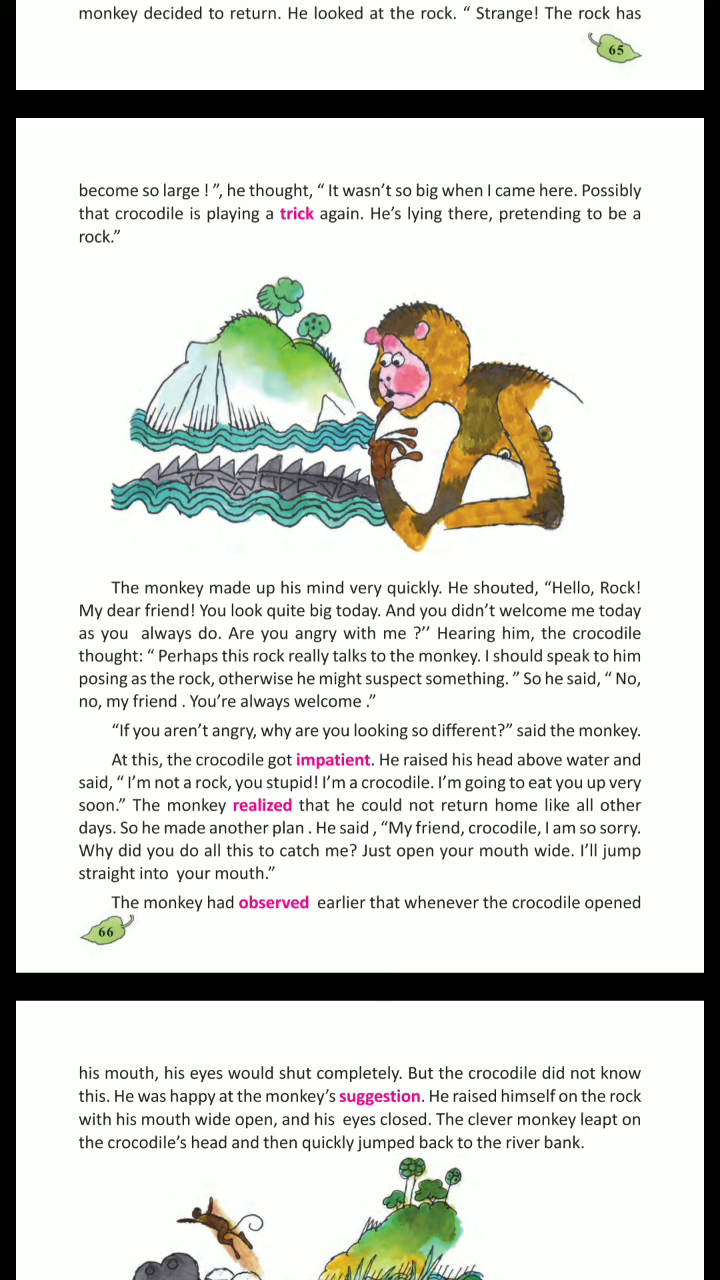 monkey decided to return. He looked at the rock. “ Strange! The rock has
65
become so large ! ”, he thought, “ It wasn’t so big when I came here. Possibly
that crocodile is playing a trick again. He’s lying there, pretending to be a
rock.”
The monkey made up his mind very quickly. He shouted, “Hello, Rock!
My dear friend! You look quite big today. And you didn’t welcome me today
as you always do. Are you angry with me ?’’ Hearing him, the crocodile
thought: “ Perhaps this rock really talks to the monkey. I should speak to him
posing as the rock, otherwise he might suspect something. ” So he said, “ No,
no, my friend . You’re always welcome .”
“If you aren’t angry, why are you looking so different?” said the monkey.
At this, the crocodile got impatient. He raised his head above water and
said, “ I’m not a rock, you stupid! I’m a crocodile. I’m going to eat you up very
soon.” The monkey realized that he could not return home like all other
days. So he made another plan . He said , “My friend, crocodile, I am so sorry.
Why did you do all this to catch me? Just open your mouth wide. I’ll jump
straight into your mouth.”
The monkey had observed earlier that whenever the crocodile opened
66
his mouth, his eyes would shut completely. But the crocodile did not know
this. He was happy at the monkey’s suggestion. He raised himself on the rock
with his mouth wide open, and his eyes closed. The clever monkey leapt on
the crocodile’s head and then quickly jumped back to the river bank.